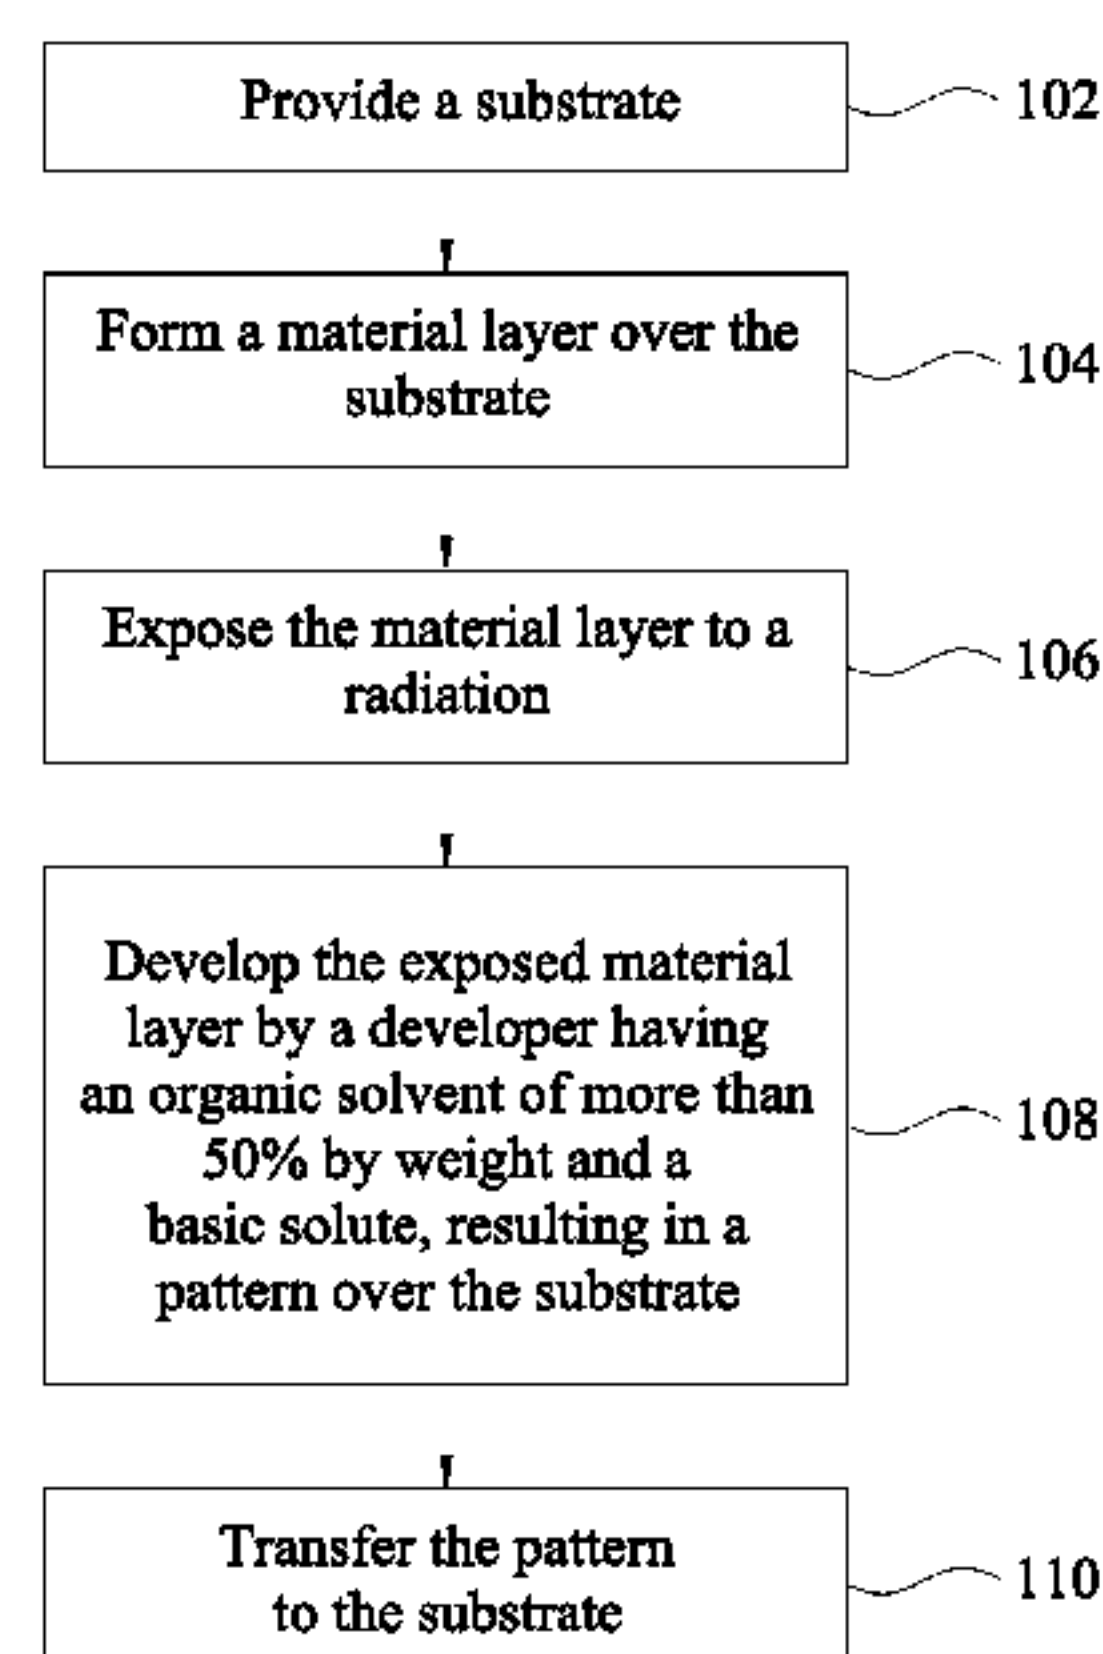 Provide a substrate
102
Form a material layer over the
substrate
104
Expose the material layer to a
radiation
106
Develop the exposed material
layer by a developer having
an organic solvent of more than
50% by weight and a
basic solute, resulting in a
pattern over the substrate
108
Transfer the pattern
to the substrate
110